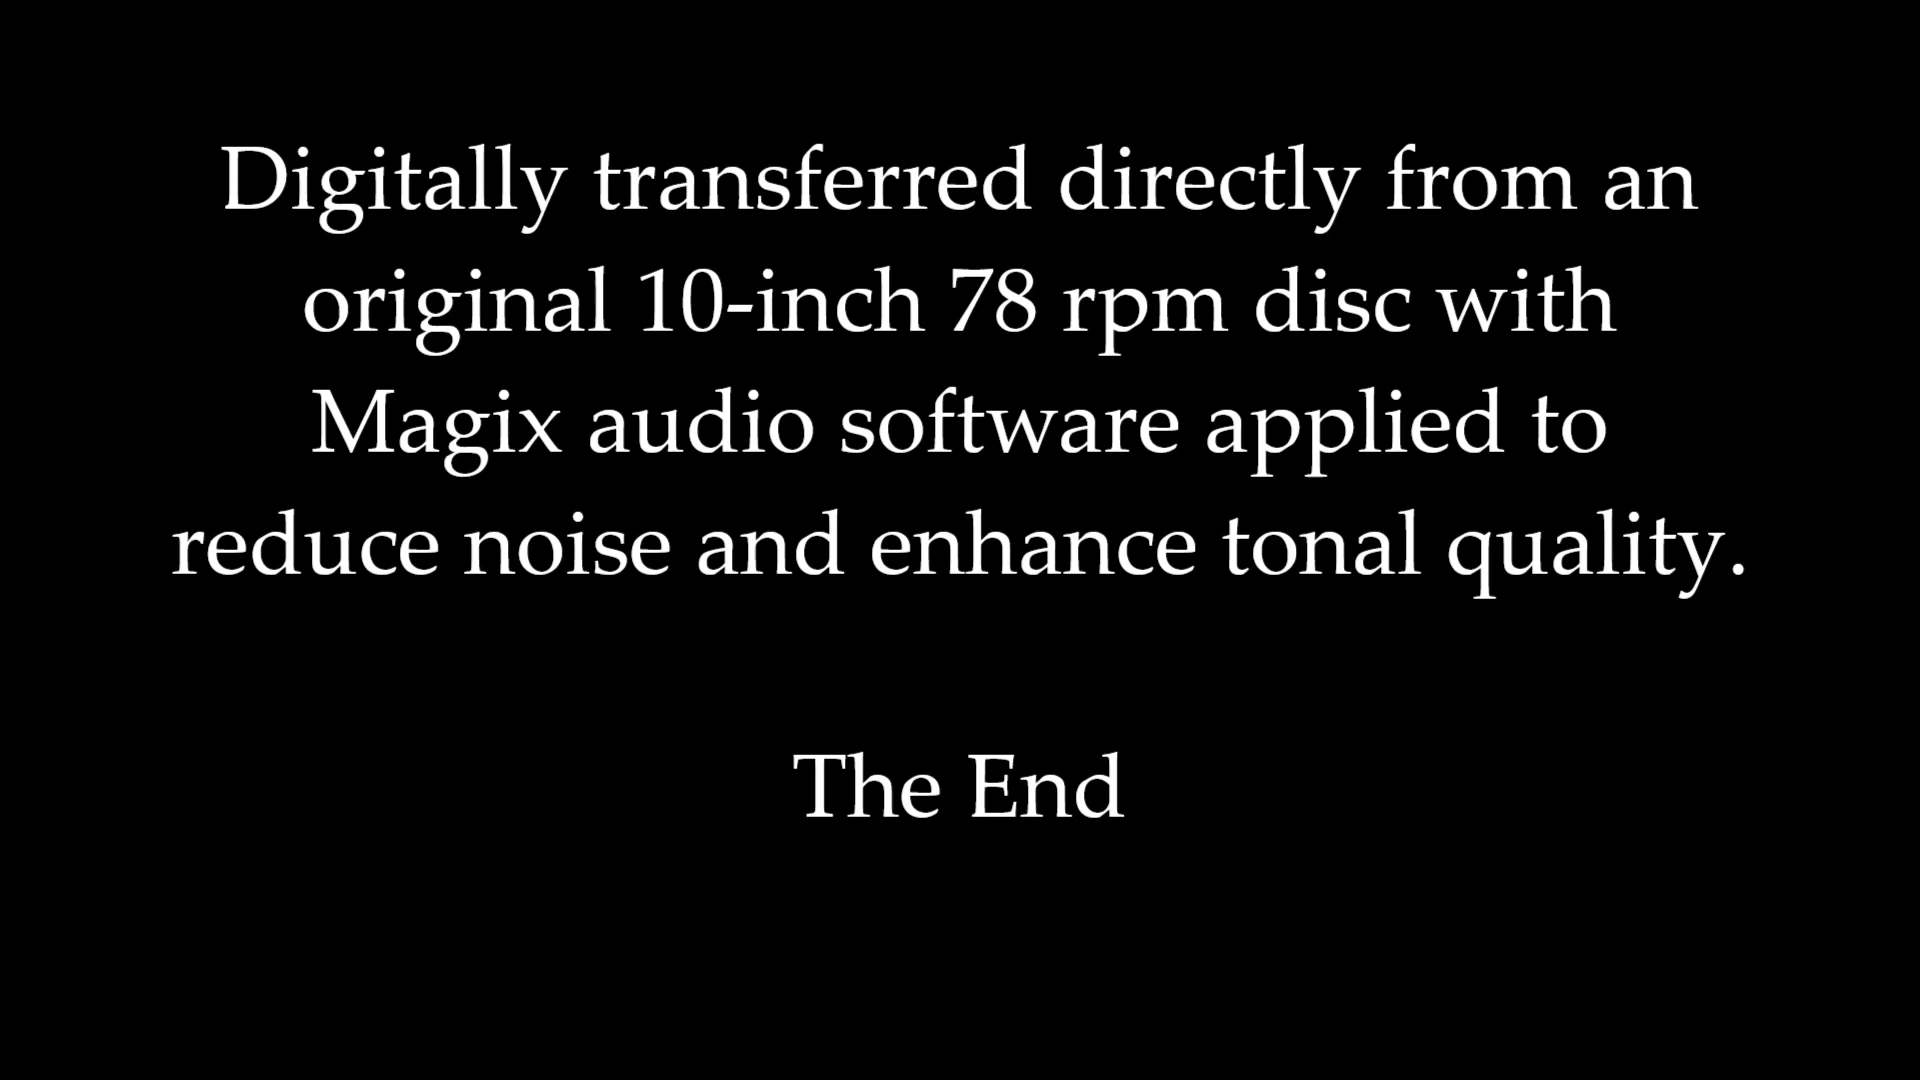 Digitally transferred directly from an
original 10-inch 78 rpm disc with
Magix audio software applied to
reduce noise and enhance tonal quality.
The End